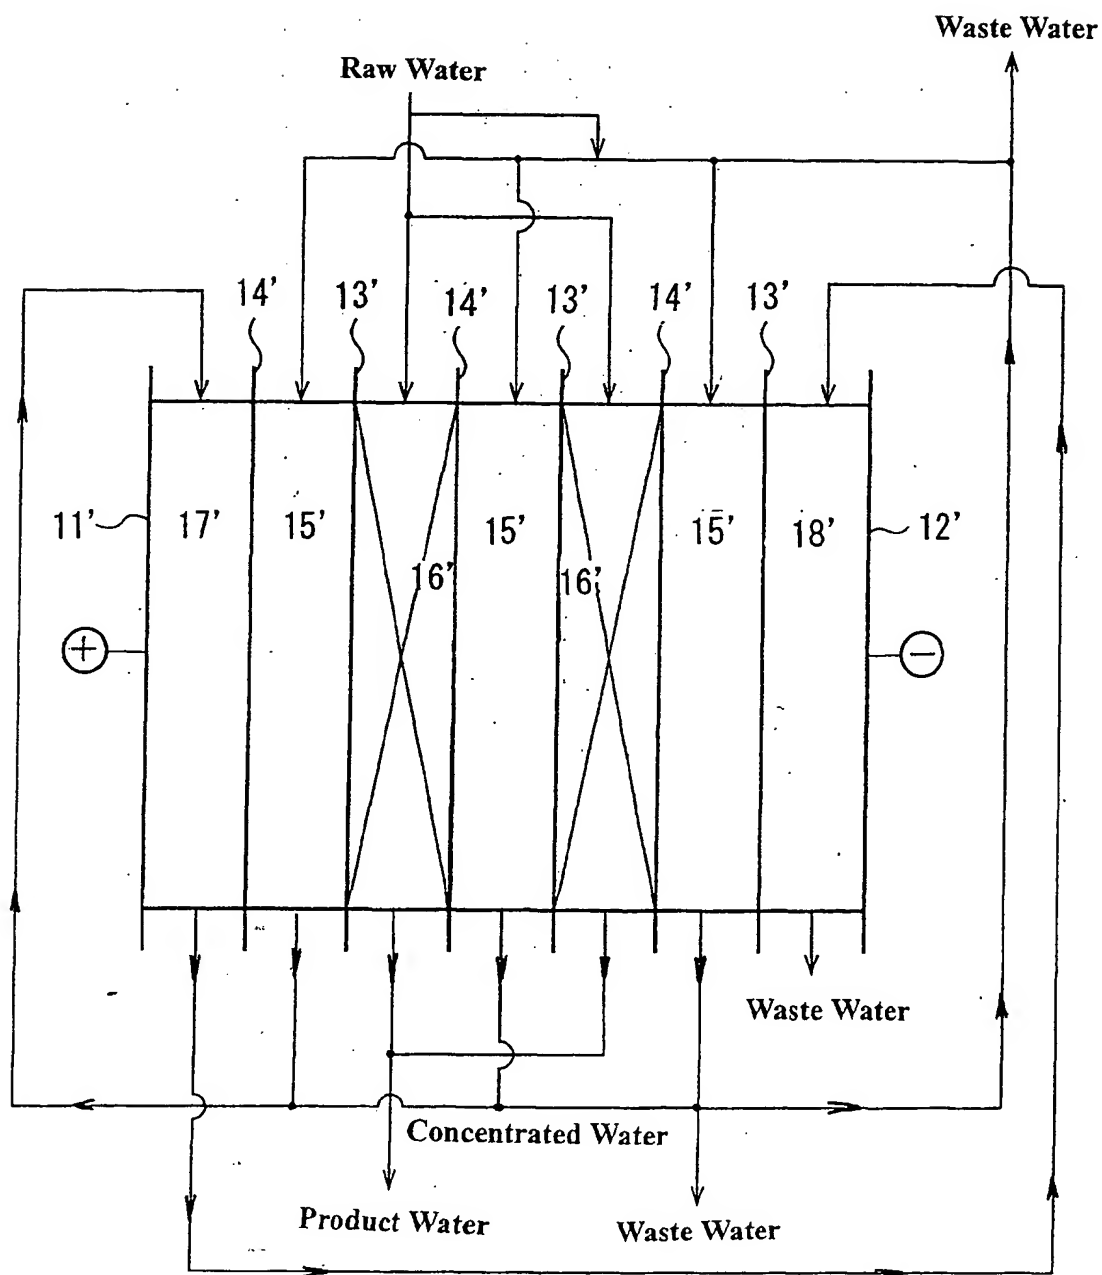 Waste Water
Raw Water
14' 13' 14' 13' 14' 13'
11' 17' 15' 15' 15' 18' 12'
16' 16'
+ −
Waste Water
Concentrated Water
Product Water
Waste Water